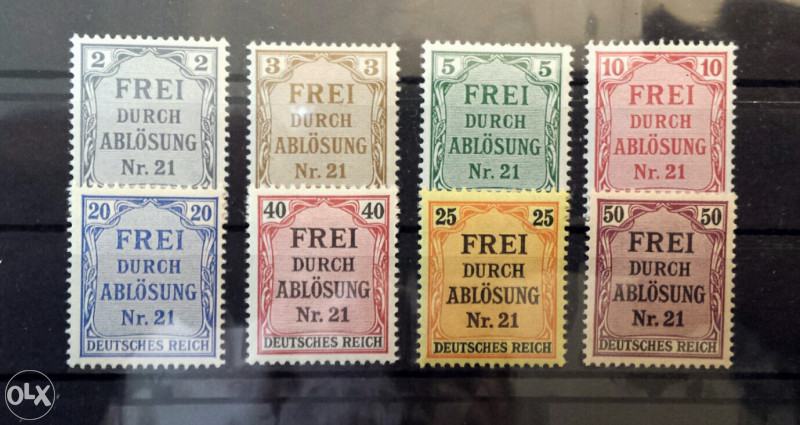 2 2
FREI
DURCH
ABLÖSUNG
Nr. 21
3 3
FREI
DURCH
ABLÖSUNG
Nr. 21
5 5
FREI
DURCH
ABLÖSUNG
Nr. 21
10 10
FREI
DURCH
ABLÖSUNG
Nr. 21
20 20
FREI
DURCH
ABLÖSUNG
Nr. 21
DEUTSCHES REICH
40 40
FREI
DURCH
ABLÖSUNG
Nr. 21
DEUTSCHES REICH
25 25
FREI
DURCH
ABLÖSUNG
Nr. 21
DEUTSCHES REICH
50 50
FREI
DURCH
ABLÖSUNG
Nr. 21
DEUTSCHES REICH
OLX